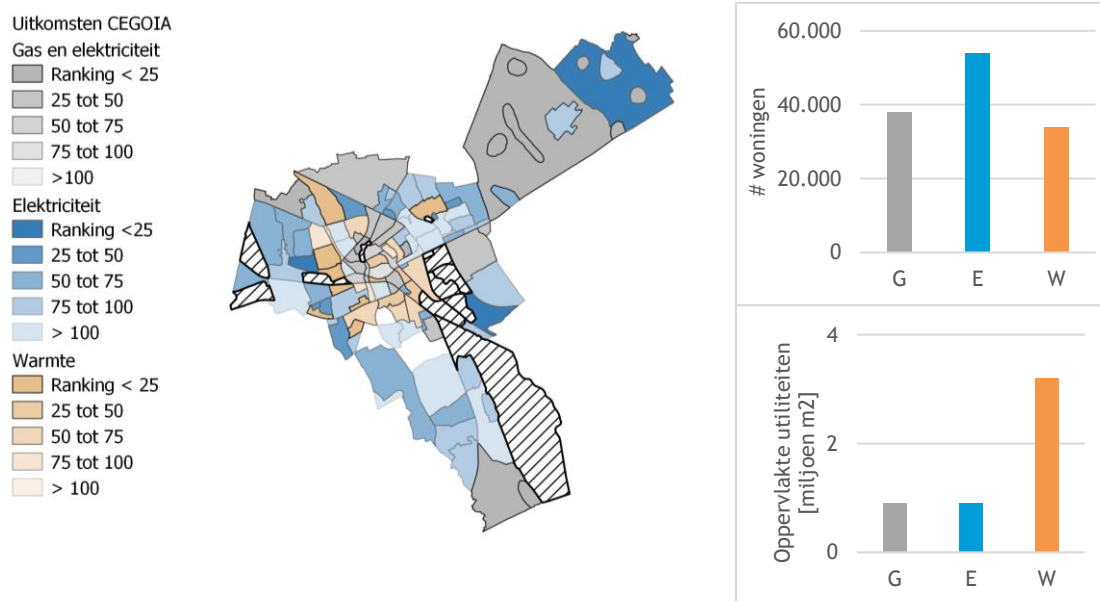 Uitkomsten CEGOIA
Gas en elektriciteit
Ranking < 25
25 tot 50
50 tot 75
75 tot 100
>100
Elektriciteit
Ranking <25
25 tot 50
50 tot 75
75 tot 100
> 100
Warmte
Ranking < 25
25 tot 50
50 tot 75
75 tot 100
> 100
# woningen
60.000
40.000
20.000
0
G E W
Oppervlakte utiliteiten
[miljoen m2]
4
2
0
G E W